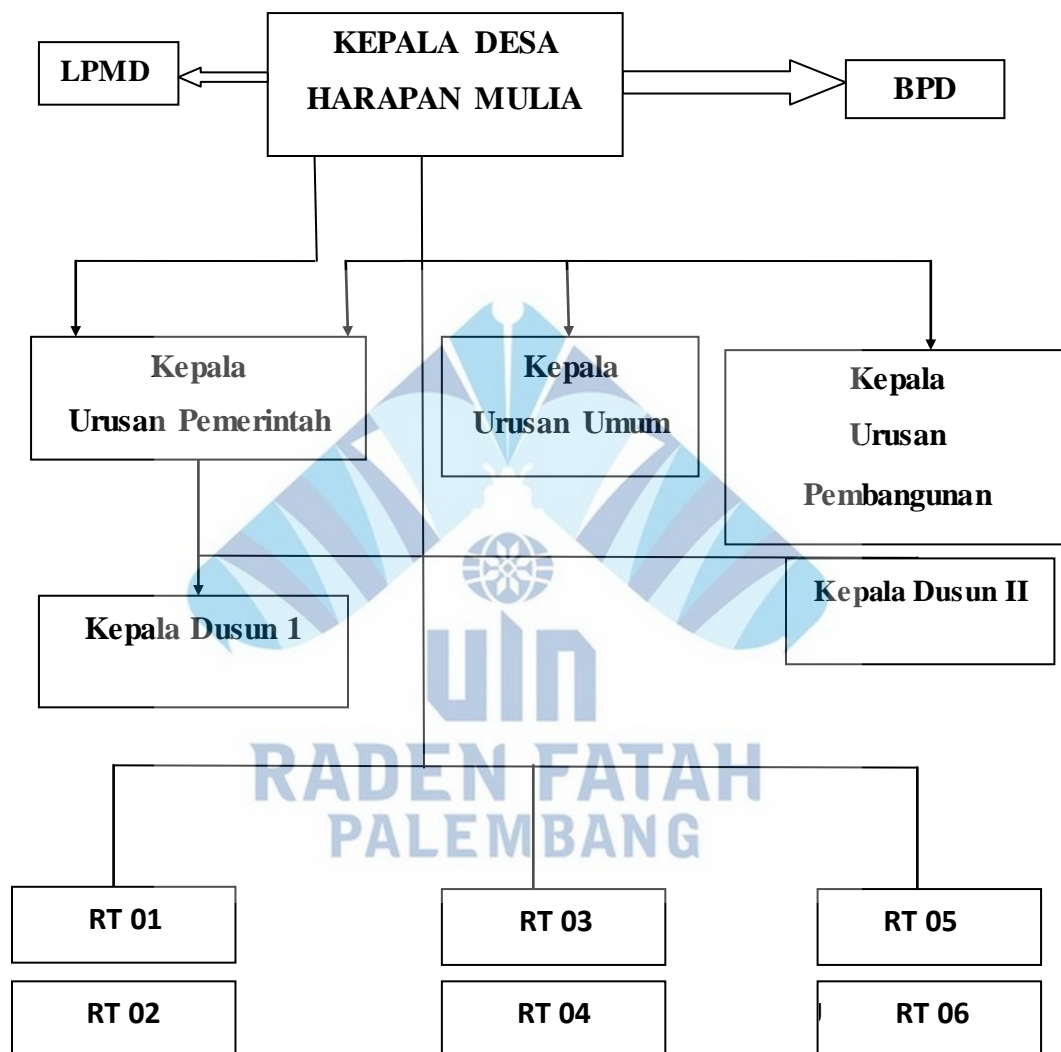 KEPALA DESA
HARAPAN MULIA
LPMD
BPD
Kepala
Urusan Pemerintah
Kepala
Urusan Umum
Kepala
Urusan
Pembangunan
Kepala Dusun 1
Kepala Dusun II
uin
RADEN FATAH
PALEMBANG
RT 01
RT 03
RT 05
RT 02
RT 04
RT 06